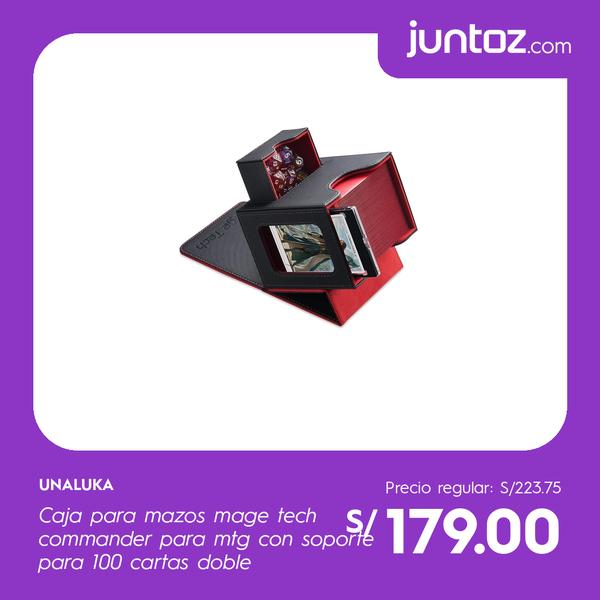 juntoz.com
UNALUKA
Caja para mazos mage tech
commander para mtg con soporte
para 100 cartas doble
Precio regular: S/223.75
S/179.00